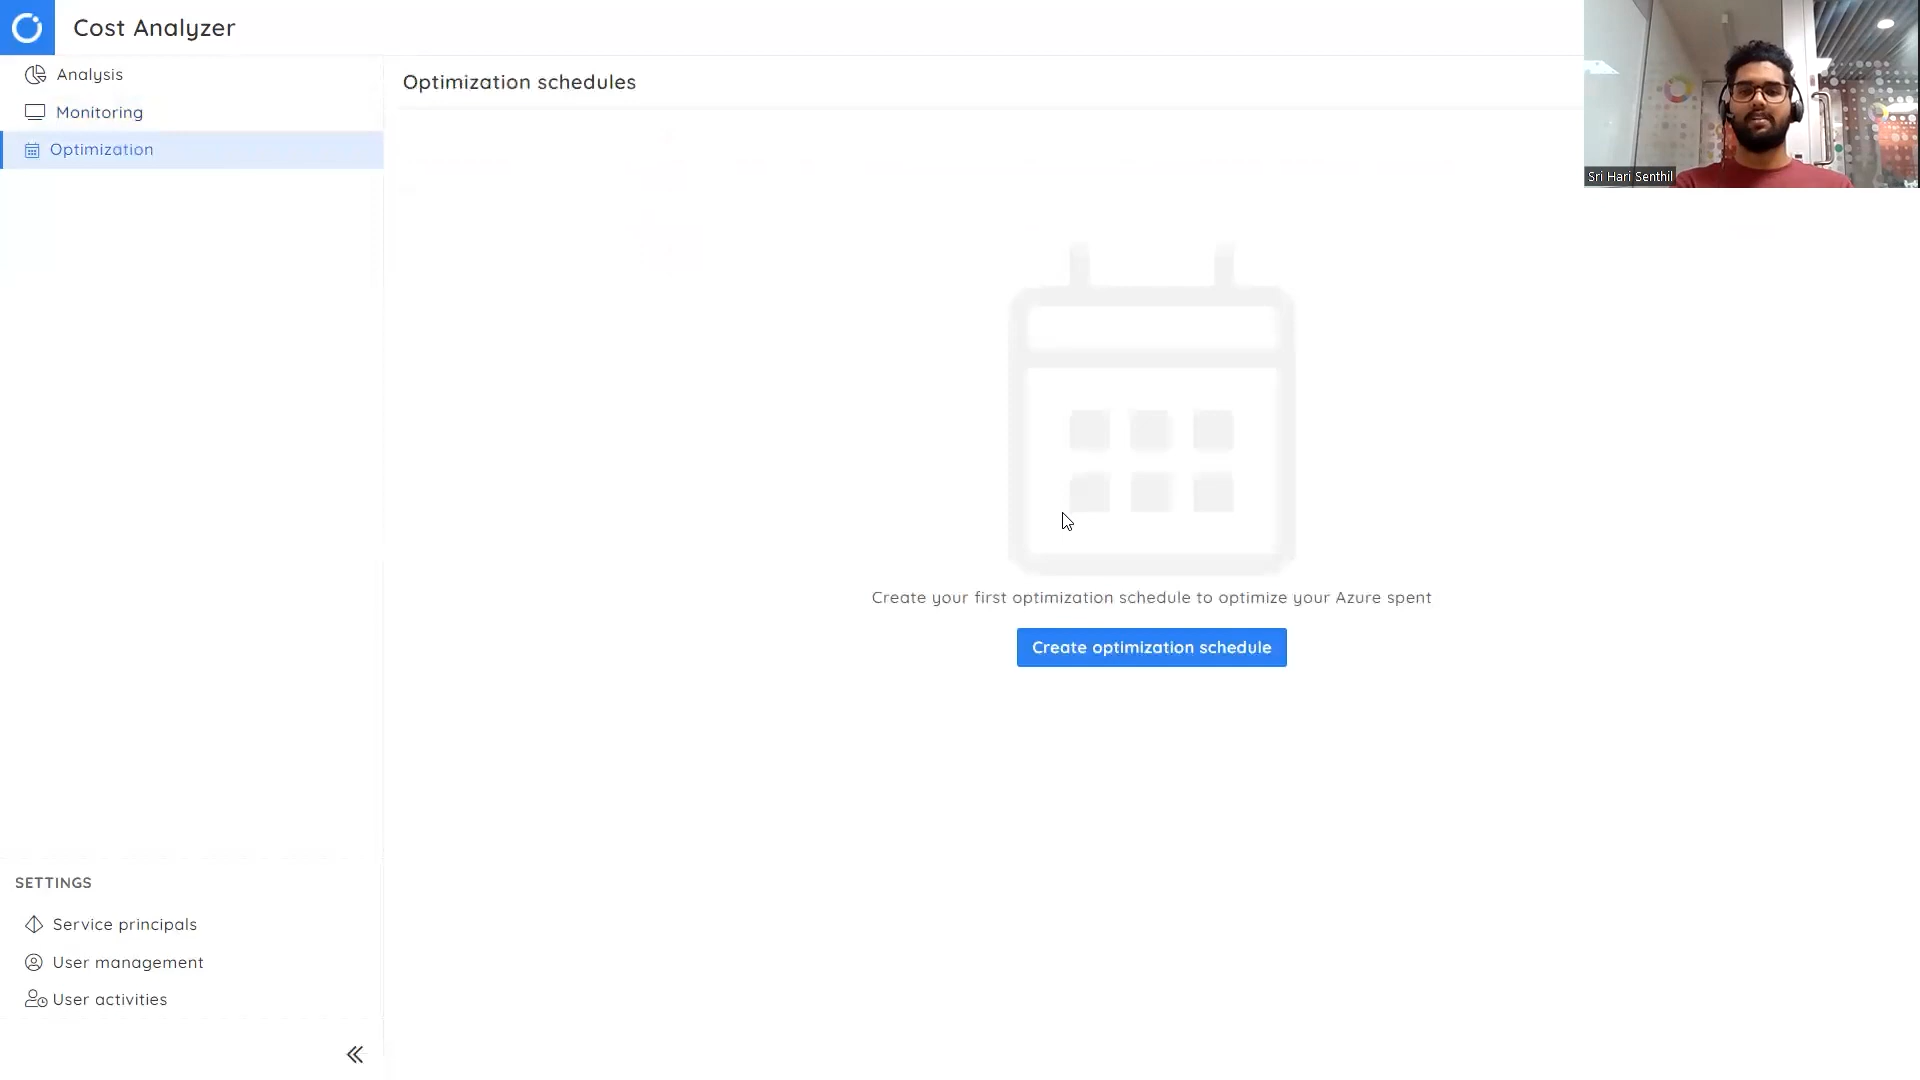 Cost Analyzer
Analysis
Monitoring
Optimization
Optimization schedules
Sri Hari Senthil
Create your first optimization schedule to optimize your Azure spent
Create optimization schedule
SETTINGS
Service principals
User management
User activities